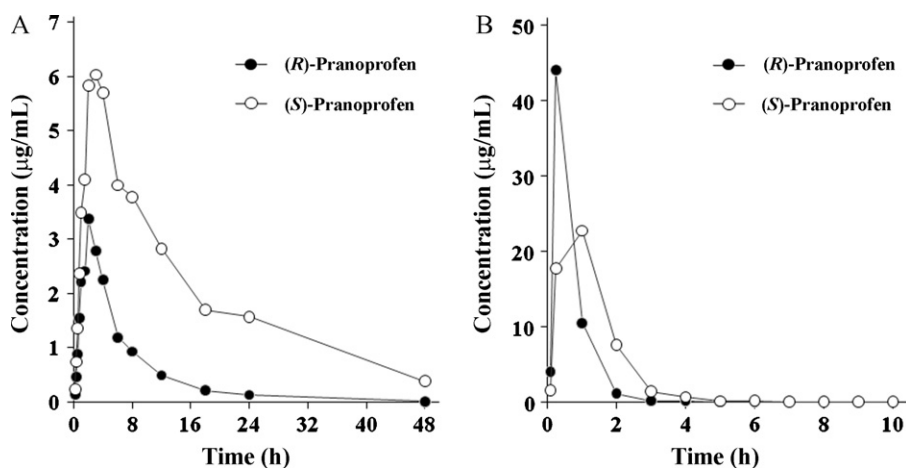 A
7
6
5
4
3
2
1
0
Concentration (μg/mL)
(R)-Pranoprofen
(S)-Pranoprofen
0 8 16 24 32 40 48
Time (h)
B
50
40
30
20
10
0
Concentration (μg/mL)
(R)-Pranoprofen
(S)-Pranoprofen
0 2 4 6 8 10
Time (h)